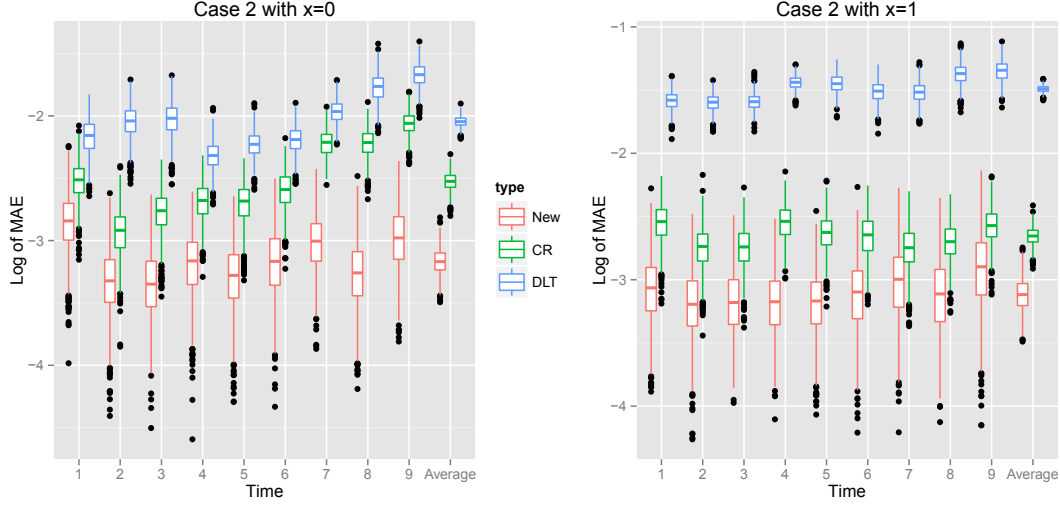 Case 2 with x=0
Log of MAE
−2
−3
−4
1 2 3 4 5 6 7 8 9 Average
Time
type
New
CR
DLT
Case 2 with x=1
Log of MAE
−1
−2
−3
−4
1 2 3 4 5 6 7 8 9 Average
Time